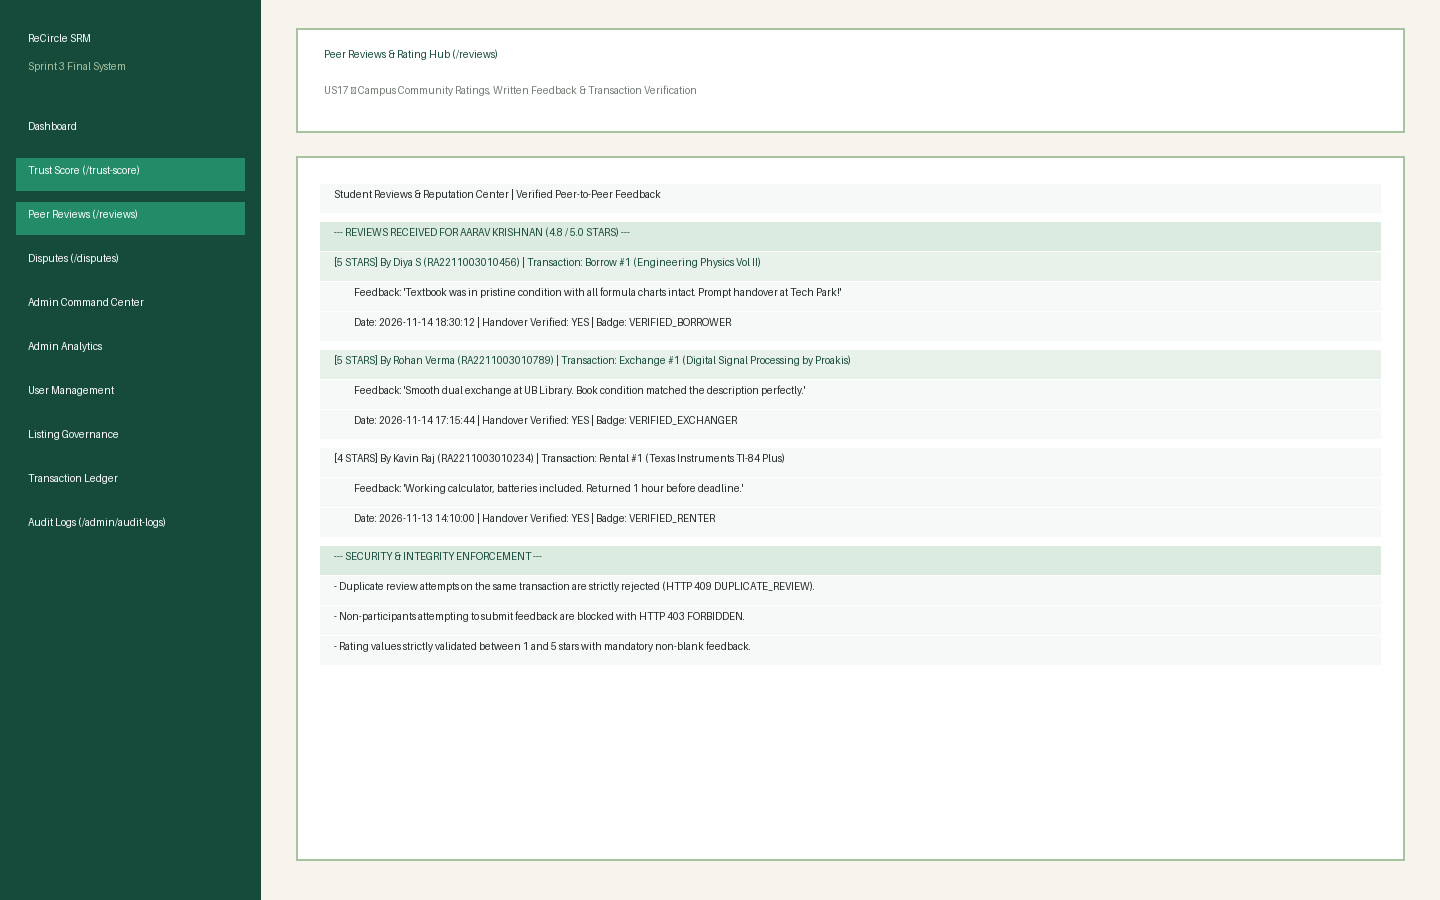 ReCircle SRM
Sprint 3 Final System
Dashboard
Trust Score (/trust-score)
Peer Reviews (/reviews)
Disputes (/disputes)
Admin Command Center
Admin Analytics
User Management
Listing Governance
Transaction Ledger
Audit Logs (/admin/audit-logs)
Peer Reviews & Rating Hub (/reviews)
US17 Campus Community Ratings, Written Feedback & Transaction Verification
Student Reviews & Reputation Center | Verified Peer-to-Peer Feedback
--- REVIEWS RECEIVED FOR AARAV KRISHNAN (4.8 / 5.0 STARS) ---
[5 STARS] By Diya S (RA2211003010456) | Transaction: Borrow #1 (Engineering Physics Vol II)
Feedback: 'Textbook was in pristine condition with all formula charts intact. Prompt handover at Tech Park!'
Date: 2026-11-14 18:30:12 | Handover Verified: YES | Badge: VERIFIED_BORROWER
[5 STARS] By Rohan Verma (RA2211003010789) | Transaction: Exchange #1 (Digital Signal Processing by Proakis)
Feedback: 'Smooth dual exchange at UB Library. Book condition matched the description perfectly.'
Date: 2026-11-14 17:15:44 | Handover Verified: YES | Badge: VERIFIED_EXCHANGER
[4 STARS] By Kavin Raj (RA2211003010234) | Transaction: Rental #1 (Texas Instruments TI-84 Plus)
Feedback: 'Working calculator, batteries included. Returned 1 hour before deadline.'
Date: 2026-11-13 14:10:00 | Handover Verified: YES | Badge: VERIFIED_RENTER
--- SECURITY & INTEGRITY ENFORCEMENT ---
- Duplicate review attempts on the same transaction are strictly rejected (HTTP 409 DUPLICATE_REVIEW).
- Non-participants attempting to submit feedback are blocked with HTTP 403 FORBIDDEN.
- Rating values strictly validated between 1 and 5 stars with mandatory non-blank feedback.